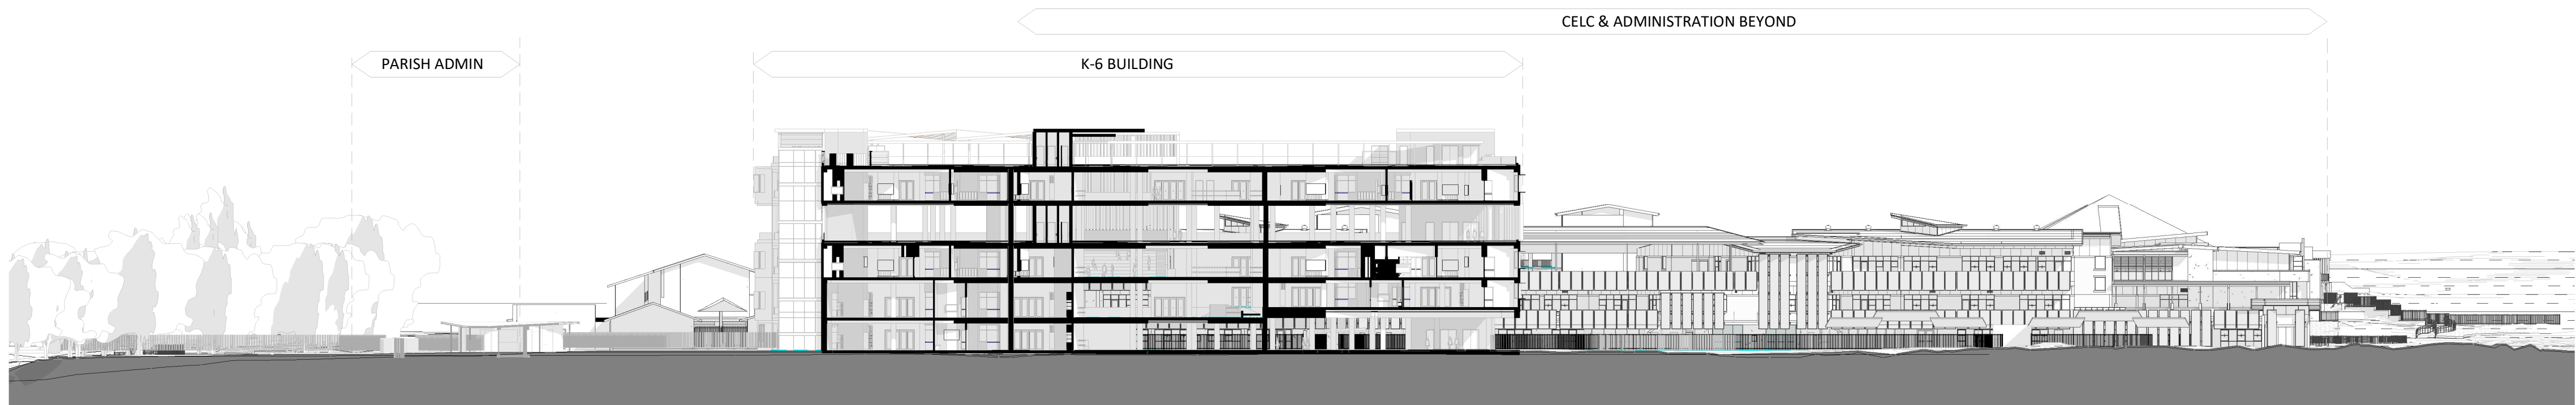 CELC & ADMINISTRATION BEYOND
PARISH ADMIN
K-6 BUILDING